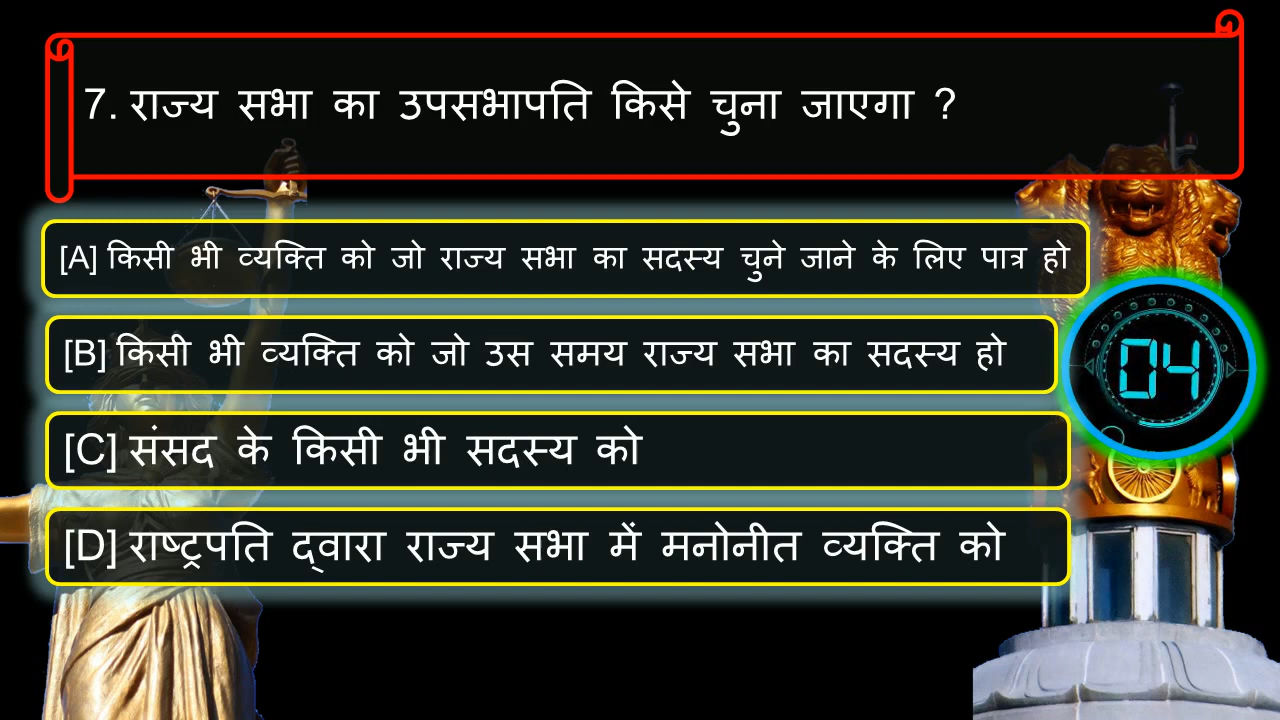 7. राज्य सभा का उपसभापति किसे चुना जाएगा ?
[A] किसी भी व्यक्ति को जो राज्य सभा का सदस्य चुने जाने के लिए पात्र हो
[B] किसी भी व्यक्ति को जो उस समय राज्य सभा का सदस्य हो
04
[C] संसद के किसी भी सदस्य को
[D] राष्ट्रपति द्वारा राज्य सभा में मनोनीत व्यक्ति को